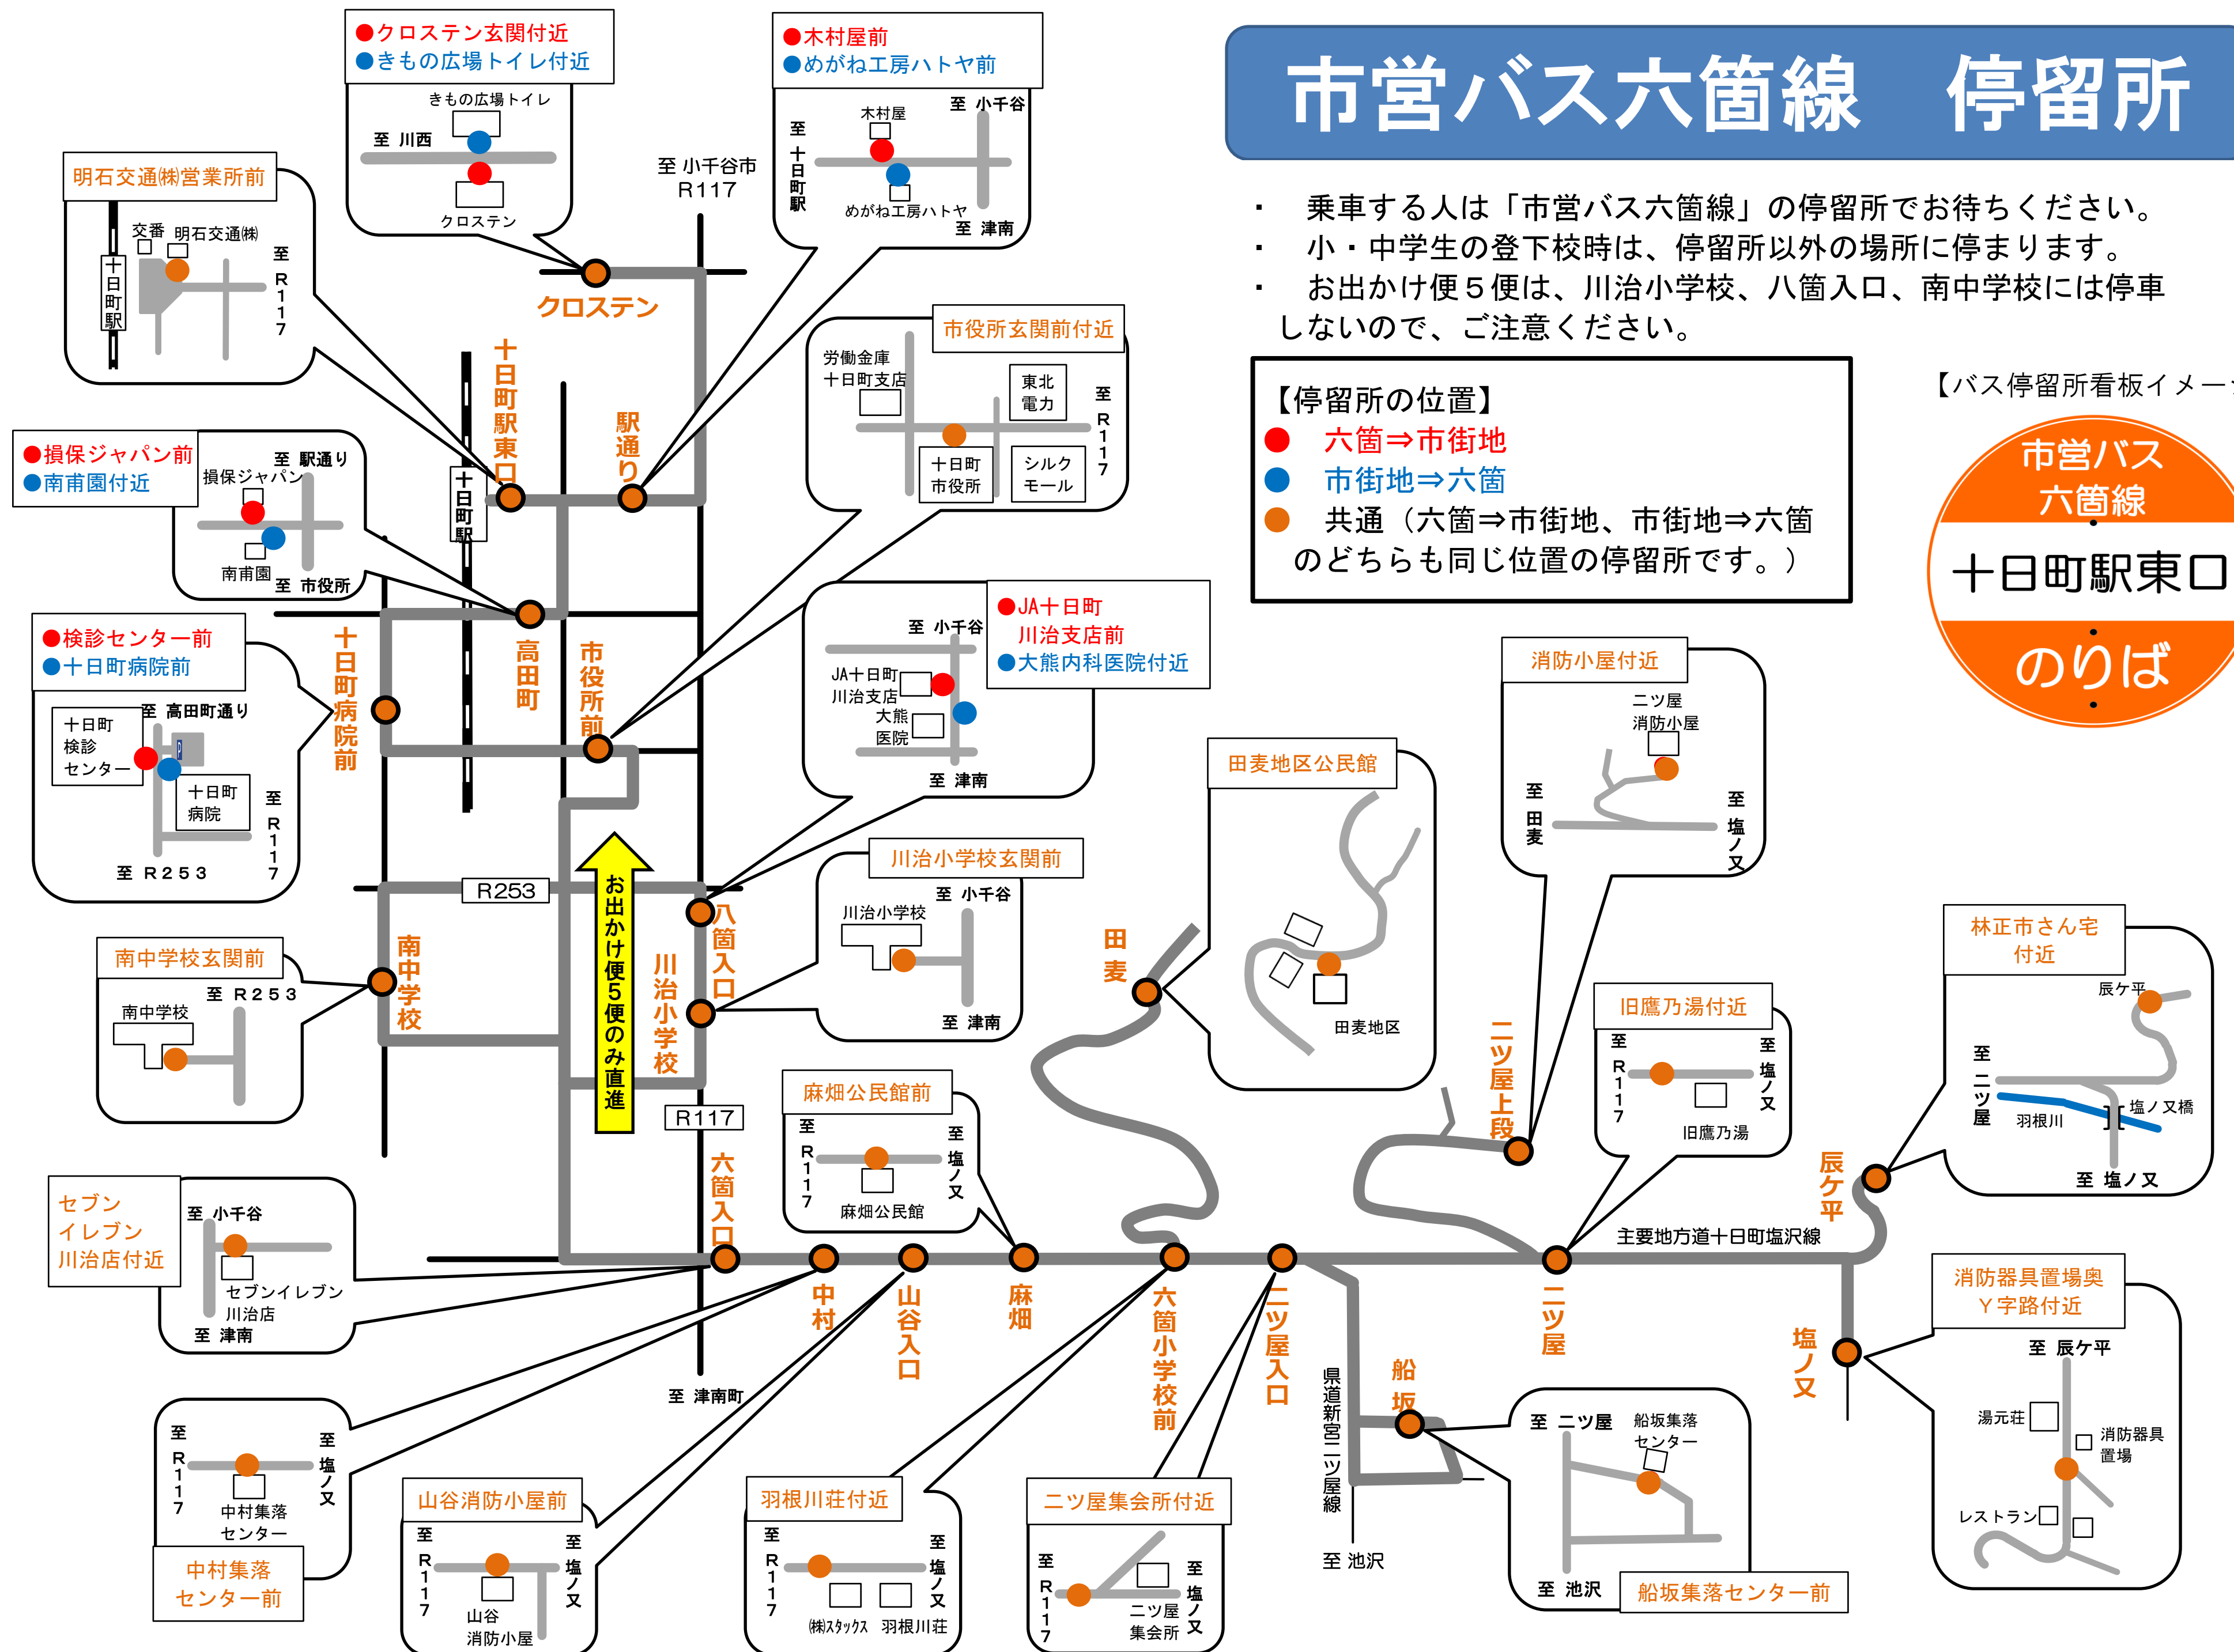 市営バス六箇線　停留所
・　乗車する人は「市営バス六箇線」の停留所でお待ちください。
・　小・中学生の登下校時は、停留所以外の場所に停まります。
・　お出かけ便５便は、川治小学校、八箇入口、南中学校には停車
しないので、ご注意ください。
【停留所の位置】
●　六箇⇒市街地
●　市街地⇒六箇
●　共通（六箇⇒市街地、市街地⇒六箇
のどちらも同じ位置の停留所です。）
【バス停留所看板イメー
市営バス
六箇線
十日町駅東口
のりば
●クロステン玄関付近
●きもの広場トイレ付近
きもの広場トイレ
至 川西
クロステン
●木村屋前
●めがね工房ハトヤ前
至 小千谷
木村屋
至 十日町駅
めがね工房ハトヤ
至 津南
明石交通㈱営業所前
交番
明石交通㈱
十日町駅
至 R117
至 小千谷市
R117
クロステン
十日町駅東口
駅通り
十日町駅
市役所玄関前付近
労働金庫
十日町支店
東北
電力
至 R117
十日町
市役所
シルク
モール
●損保ジャパン前
●南甫園付近
至 駅通り
損保ジャパン
南甫園
至 市役所
高田町
市役所前
十日町病院前
●検診センター前
●十日町病院前
至 高田町通り
十日町
検診
センター
P
十日町
病院
至 R117
至 R253
●JA十日町
川治支店前
●大熊内科医院付近
至 小千谷
JA十日町
川治支店
大熊
医院
至 津南
川治小学校玄関前
至 小千谷
川治小学校
至 津南
R253
お出かけ便5便のみ直進
八箇入口
川治小学校
南中学校
南中学校玄関前
至 R253
南中学校
R117
六箇入口
セブン
イレブン
川治店付近
至 小千谷
セブンイレブン
川治店
至 津南
麻畑公民館前
至 R117
至 塩ノ又
麻畑公民館
田麦
田麦地区公民館
田麦地区
消防小屋付近
二ツ屋
消防小屋
至 田麦
至 塩ノ又
二ツ屋上段
旧鷹乃湯付近
至 R117
至 塩ノ又
旧鷹乃湯
林正市さん宅
付近
辰ケ平
至 二ツ屋
羽根川
塩ノ又橋
至 塩ノ又
辰ケ平
主要地方道十日町塩沢線
中村
山谷入口
麻畑
六箇小学校前
二ツ屋入口
二ツ屋
塩ノ又
船坂
県道新宮二ツ屋線
至 池沢
至 津南町
至 R117
至 塩ノ又
中村集落
センター
中村集落
センター前
山谷消防小屋前
至 R117
至 塩ノ又
山谷
消防小屋
羽根川荘付近
至 R117
至 塩ノ又
㈱スタックス
羽根川荘
二ツ屋集会所付近
至 R117
至 塩ノ又
二ツ屋
集会所
至 二ツ屋
船坂集落
センター
至 池沢
船坂集落センター前
消防器具置場奥
Y字路付近
至 辰ケ平
湯元荘
消防器具
置場
レストラン